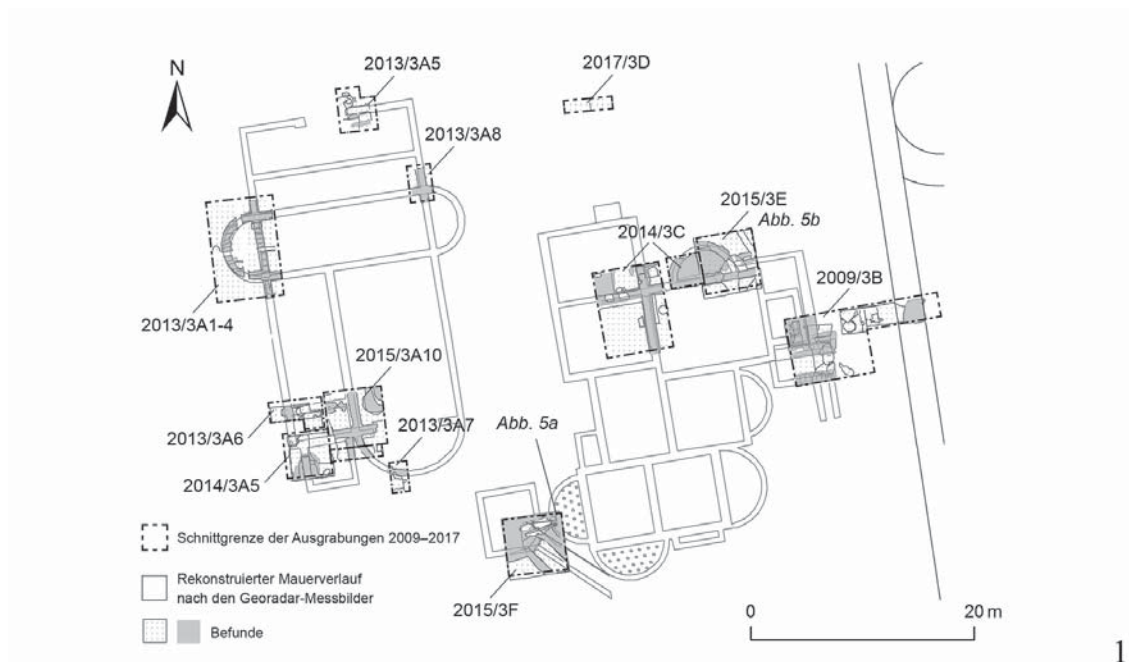 N
2013/3A5
2017/3D
2013/3A8
2015/3E
Abb. 5b
2014/3C
2009/3B
2013/3A1-4
2015/3A10
2013/3A7
Abb. 5a
2013/3A6
2014/3A5
Schnittgrenze der Ausgrabungen 2009–2017
Rekonstruierter Mauerverlauf
nach den Georadar-Messbilder
Befunde
2015/3F
0 20 m
1